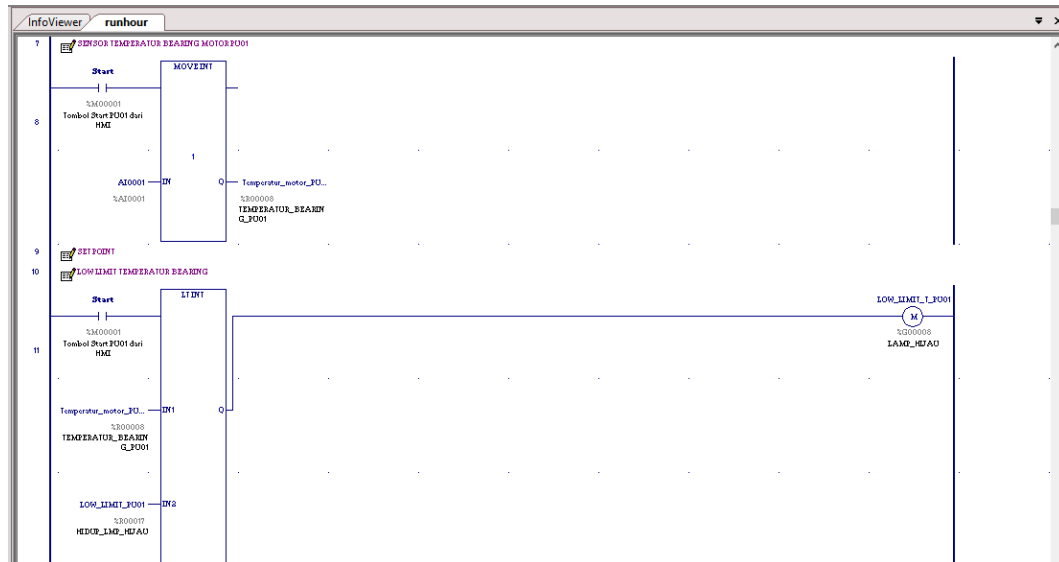 InfoViewer runhour
7 SENSOR TEMPERATUR BEARING MOTOR PU01
Start
MOVE INT
%M00001
Tombol Start PU01 dari
HMI
8
1
AI0001 IN Q Temperatur_motor_PU...
%AI0001
%R00008
TEMPERATUR_BEARIN
G_PU01
9 SET POINT
10 LOW LIMIT TEMPERATUR BEARING
Start
LT INT
LOW_LIMIT_T_PU01
M
%M00001
%G00008
Tombol Start PU01 dari
HMI
LAMP_HIJAU
11
Temperatur_motor_PU... IN1 Q
%R00008
TEMPERATUR_BEARIN
G_PU01
LOW_LIMIT_PU01 IN2
%R00017
HIDUP_LMP_HIJAU